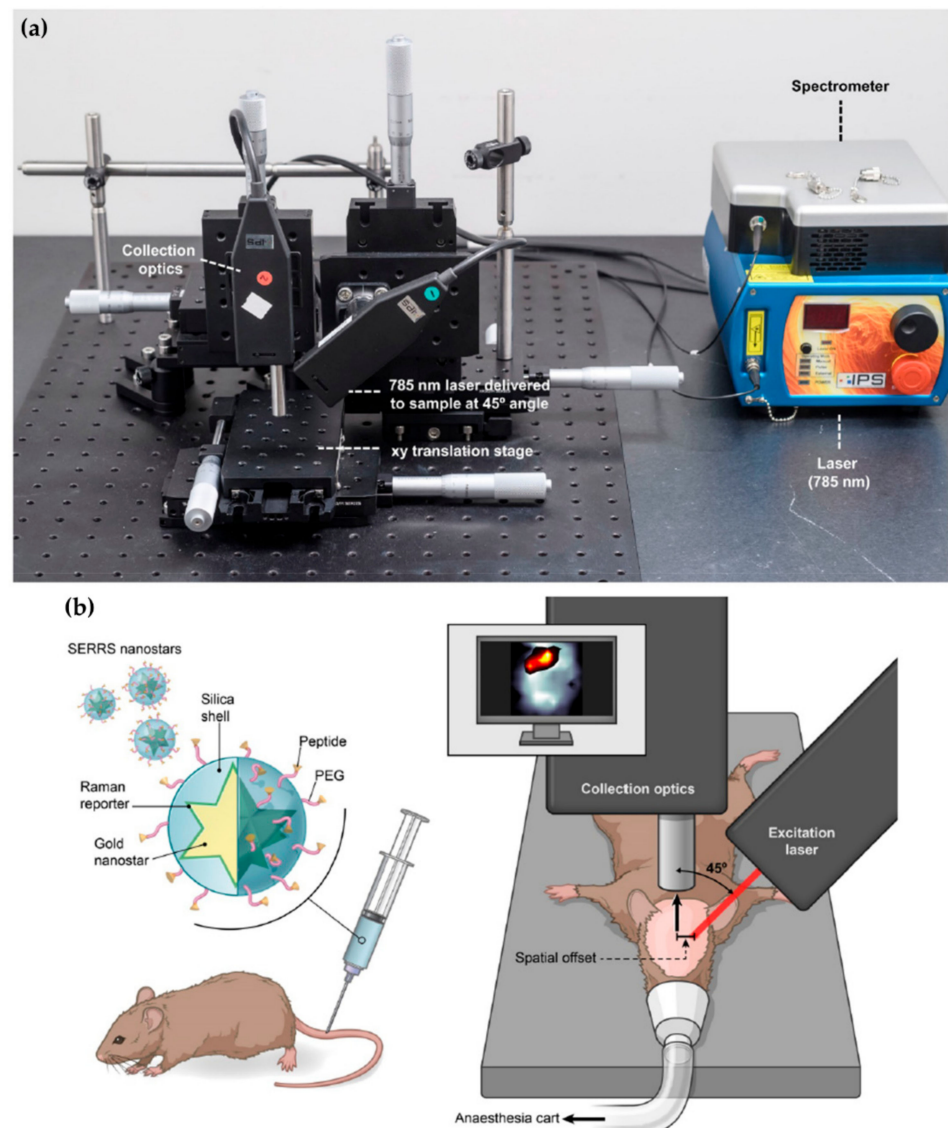 (a)
Spectrometer
Collection
optics
785 nm laser delivered
to sample at 45º angle
xy translation stage
IPS
Laser
(785 nm)
(b)
SERRS nanostars
Silica
shell
Peptide
PEG
Raman
reporter
Gold
nanostar
Collection optics
Excitation
laser
45º
Spatial offset
Anaesthesia cart